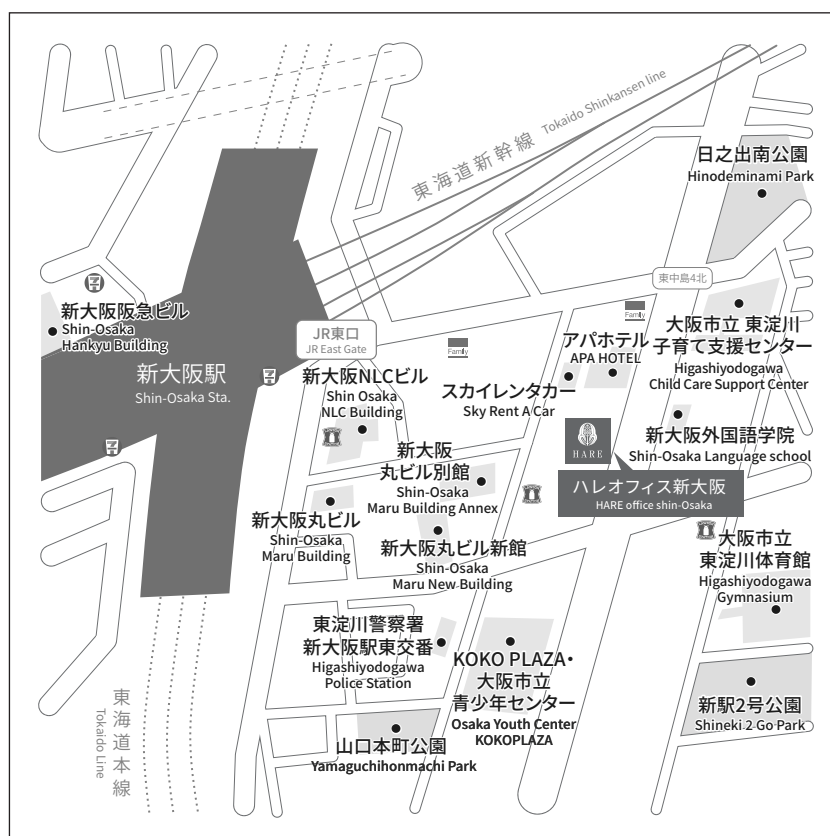 東海道新幹線 Tokaido Shinkansen line
日之出南公園
Hinodeminami Park
東中島4北
新大阪阪急ビル
Shin-Osaka
Hankyu Building
JR東口
JR East Gate
Family
Family
アパホテル
APA HOTEL
大阪市立 東淀川
子育て支援センター
Higashiyodogawa
Child Care Support Center
新大阪駅
Shin-Osaka Sta.
新大阪NLCビル
Shin Osaka
NLC Building
スカイレンタカー
Sky Rent A Car
HARE
新大阪外国語学院
Shin-Osaka Language school
新大阪
丸ビル別館
Shin-Osaka
Maru Building Annex
ハレオフィス新大阪
HARE office shin-Osaka
新大阪丸ビル
Shin-Osaka
Maru Building
新大阪丸ビル新館
Shin-Osaka
Maru New Building
大阪市立
東淀川体育館
Higashiyodogawa
Gymnasium
東淀川警察署
新大阪駅東交番
Higashiyodogawa
Police Station
KOKO PLAZA・
大阪市立
青少年センター
Osaka Youth Center
KOKOPLAZA
新駅2号公園
Shineki 2 Go Park
東海道本線
Tokaido Line
山口本町公園
Yamaguchihonmachi Park